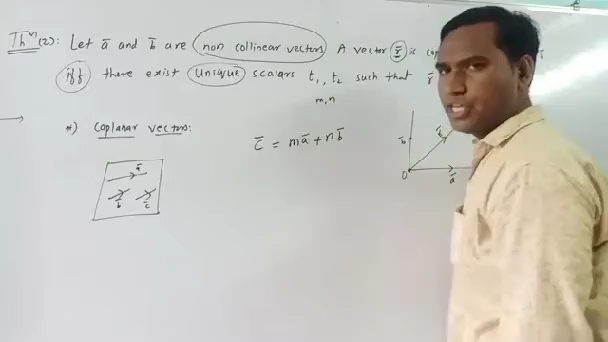 Thm (2): Let a̅ and b̅ are non collinear vectors A vector r̅ is
iff there exist unique scalars t₁, t₂ such that r̅
m, n
*) Coplanar vectors:
c̅ = ma̅ + nb̅
a̅
b̅ c̅
b̅
a̅
O